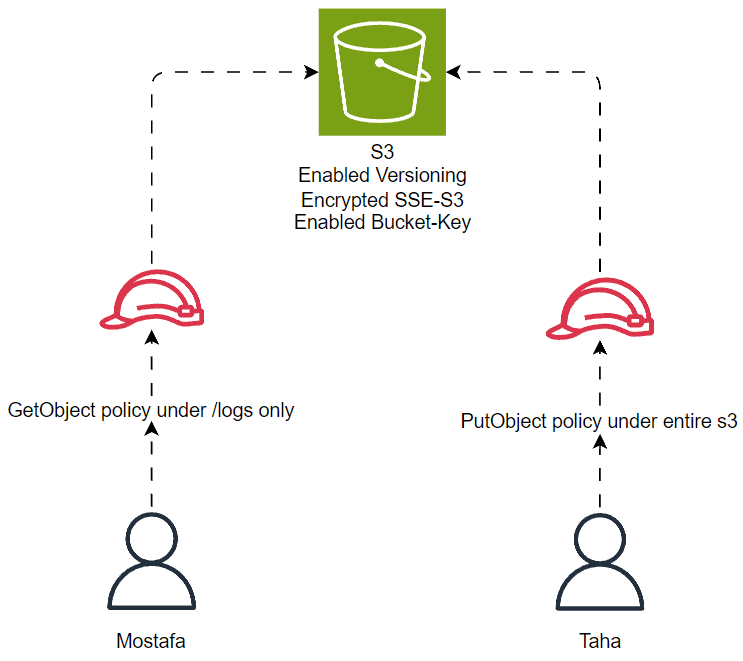 S3
Enabled Versioning
Encrypted SSE-S3
Enabled Bucket-Key
GetObject policy under /logs only
PutObject policy under entire s3
Mostafa
Taha